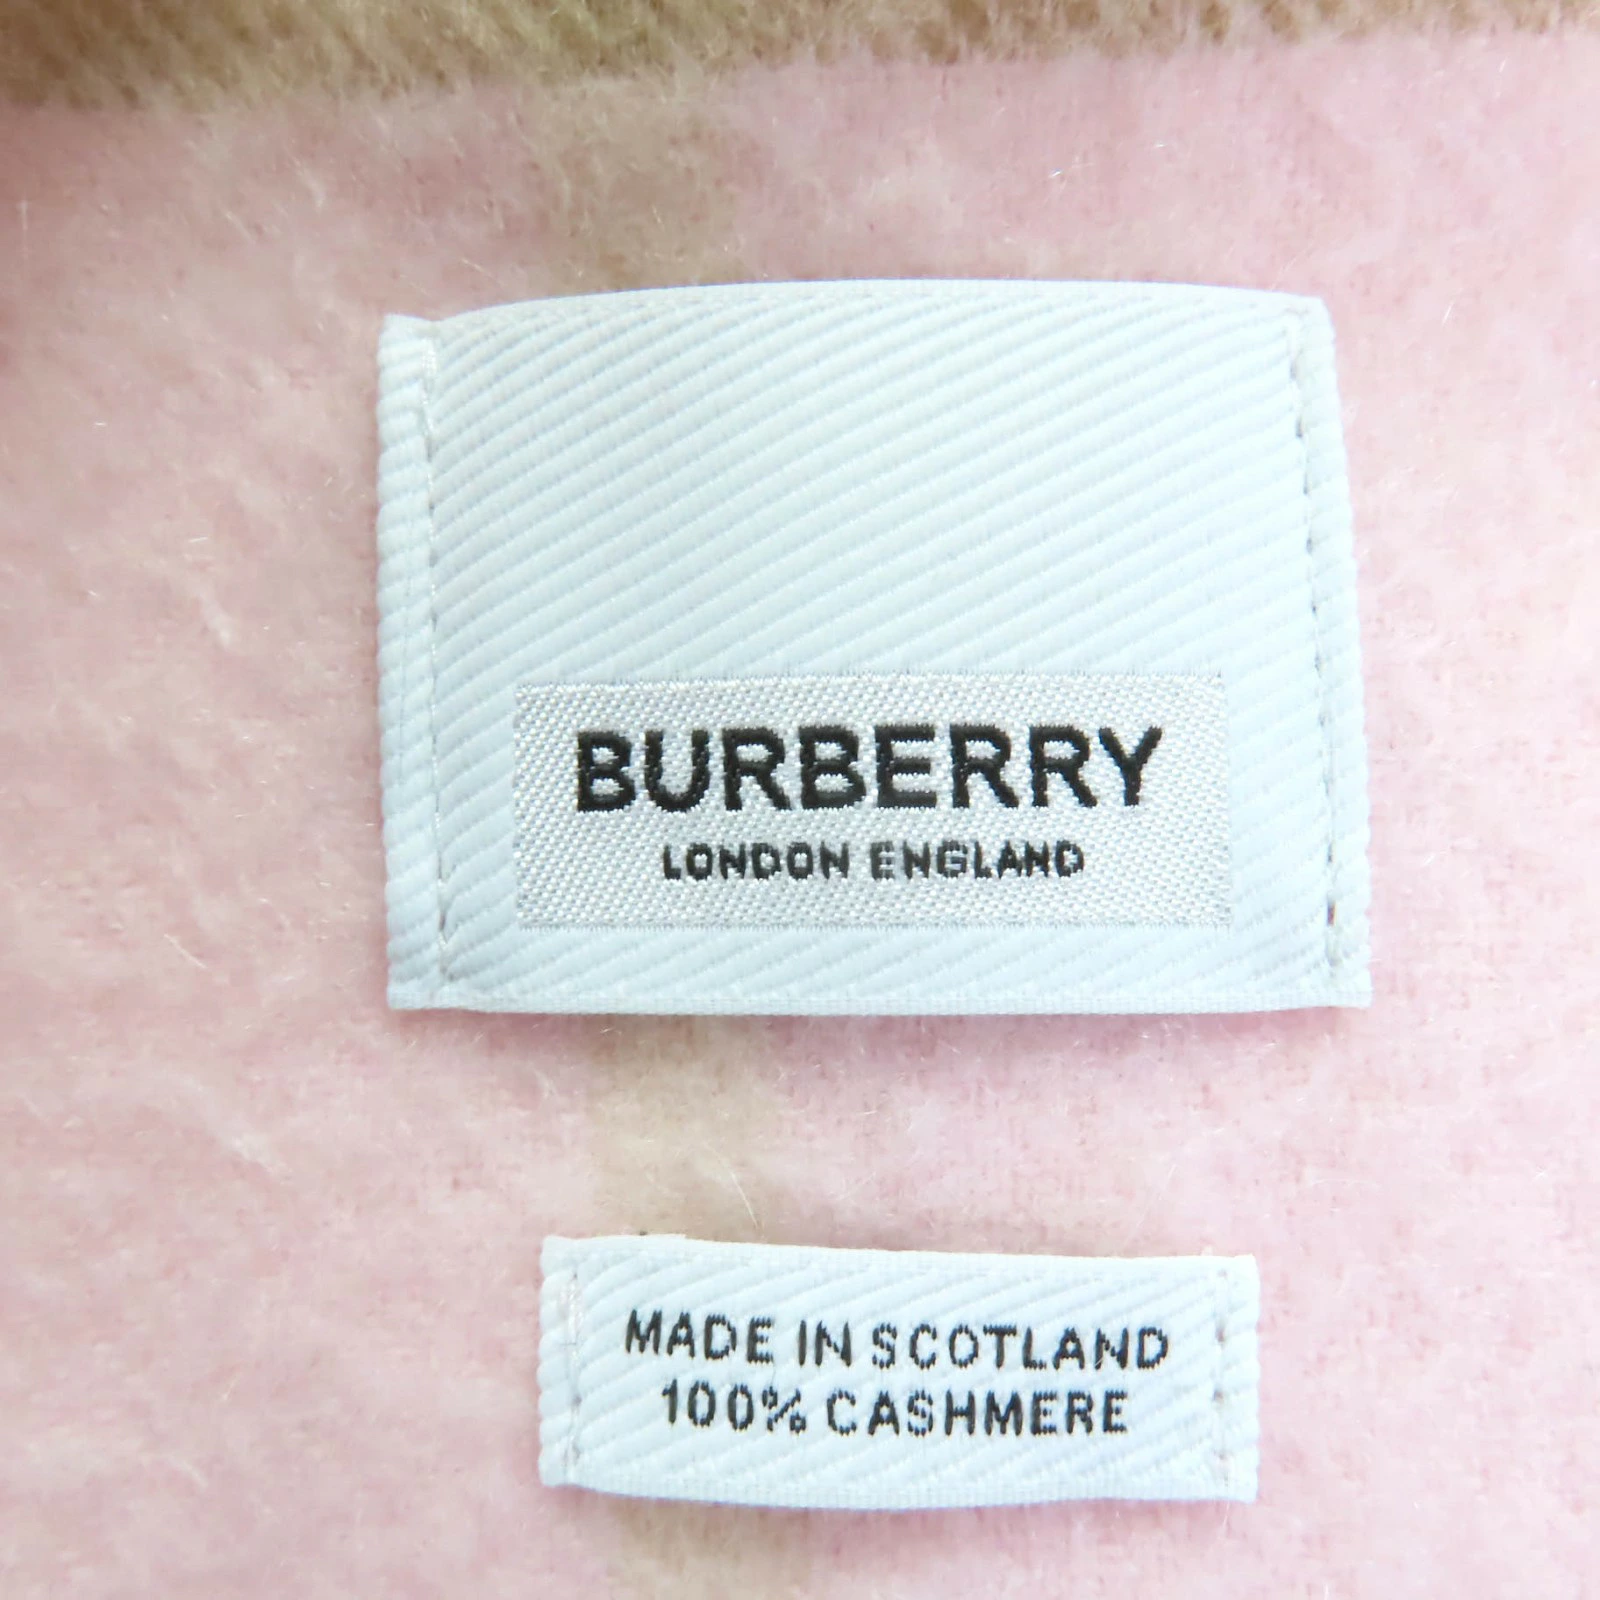 BURBERRY
LONDON ENGLAND
MADE IN SCOTLAND
100% CASHMERE